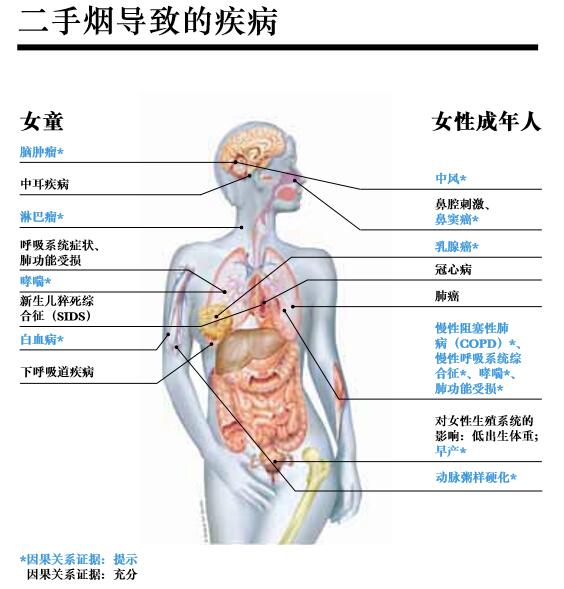 二手烟导致的疾病
女童
脑肿瘤*
中耳疾病
淋巴瘤*
呼吸系统症状、
肺功能受损
哮喘*
新生儿猝死综
合征（SIDS）
白血病*
下呼吸道疾病
女性成年人
中风*
鼻腔刺激、
鼻窦癌*
乳腺癌*
冠心病
肺癌
慢性阻塞性肺
病（COPD）*、
慢性呼吸系统综
合征*、哮喘*、
肺功能受损*
对女性生殖系统的
影响：低出生体重；
早产*
动脉粥样硬化*
*因果关系证据：提示
因果关系证据：充分